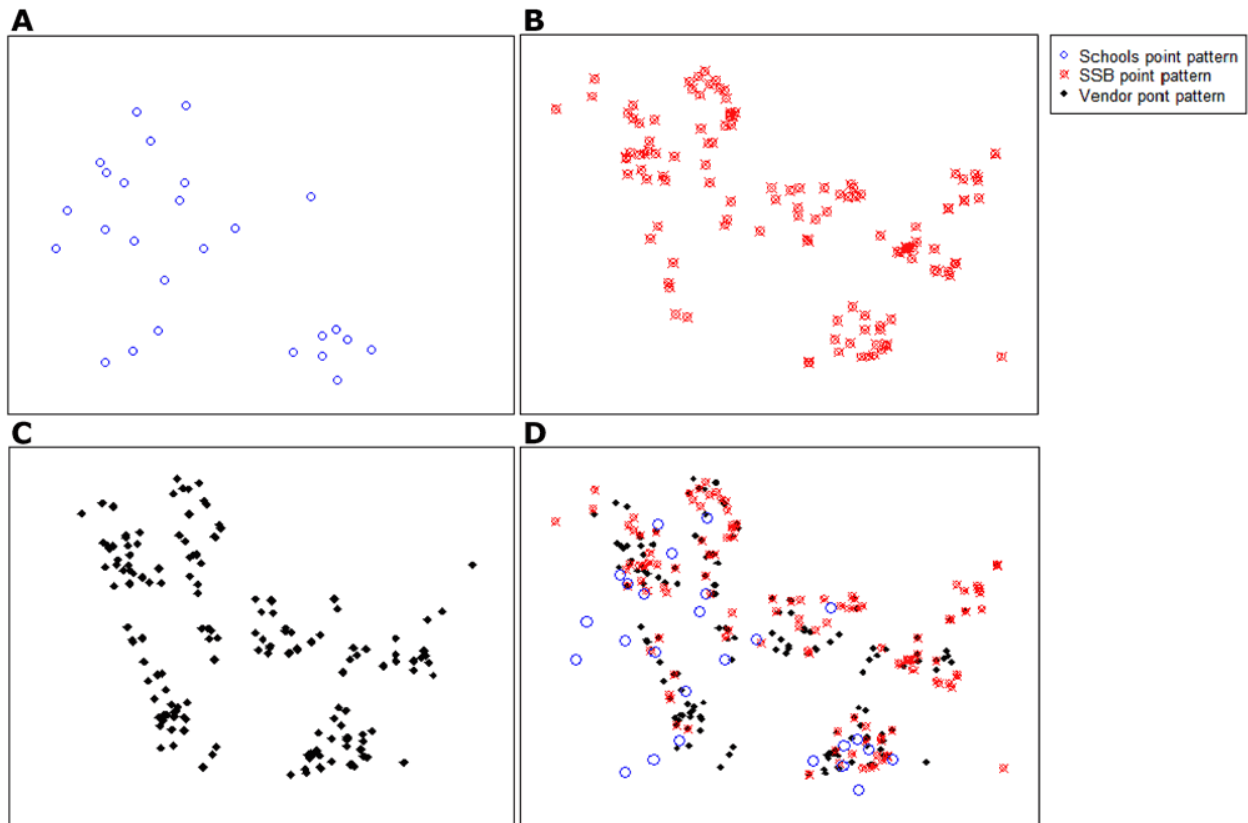 A
B
Schools point pattern
SSB point pattern
Vendor pont pattern
C
D